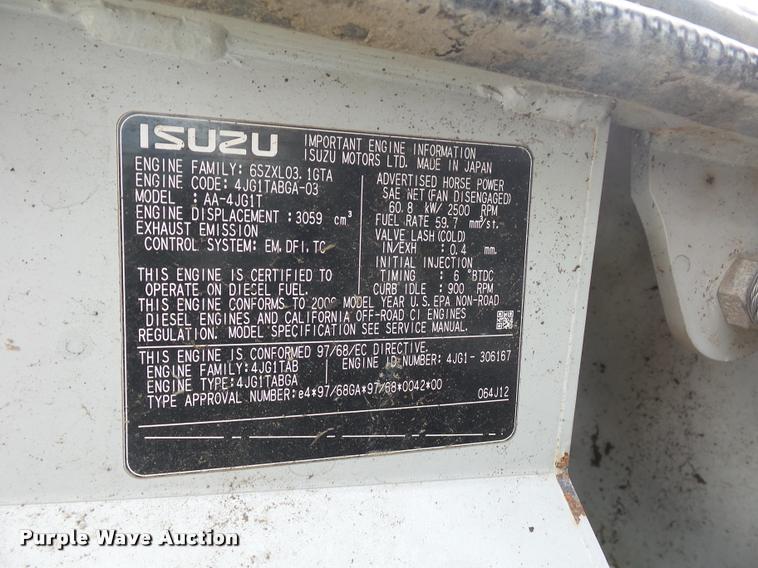 ISUZU
IMPORTANT ENGINE INFORMATION
ISUZU MOTORS LTD. MADE IN JAPAN
ENGINE FAMILY: 6SZXL03.1GTA
ENGINE CODE: 4JG1TABGA-03
MODEL : AA-4JG1T
ENGINE DISPLACEMENT:3059 cm³
EXHAUST EMISSION
CONTROL SYSTEM: EM,DFI,TC
THIS ENGINE IS CERTIFIED TO
OPERATE ON DIESEL FUEL.
ADVERTISED HORSE POWER
SAE NET(FAN DISENGAGED)
60.8 kW/ 2500 RPM
FUEL RATE 59.7 mm³/st.
VALVE LASH(COLD)
IN/EXH : 0.4 mm.
INITIAL INJECTION
TIMING : 6 °BTDC
CURB IDLE : 900 RPM
THIS ENGINE CONFORMS TO 2006 MODEL YEAR U.S.EPA NON-ROAD
DIESEL ENGINES AND CALIFORNIA OFF-ROAD CI ENGINES
REGULATION. MODEL SPECIFICATION SEE SERVICE MANUAL.
THIS ENGINE IS CONFORMED 97/68/EC DIRECTIVE.
ENGINE FAMILY:4JG1TAB
ENGINE ID NUMBER: 4JG1- 306167
ENGINE TYPE:4JG1TABGA
TYPE APPROVAL NUMBER:e4*97/68GA*97/68*0042*00
064J12
Purple Wave Auction